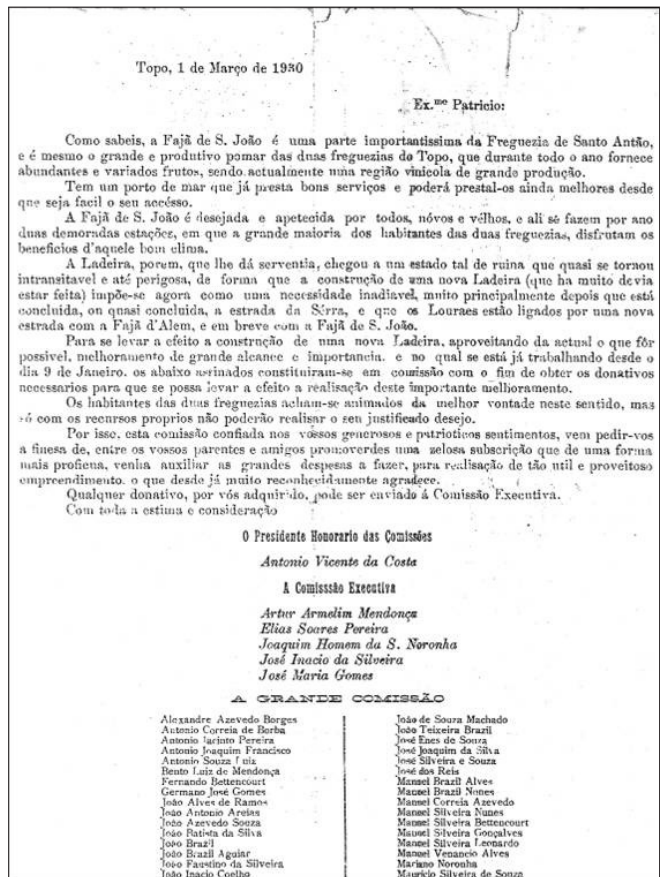 Topo, 1 de Março de 1930
Ex.me Patricio:
Como sabeis, a Fajã de S. João é uma parte importantissima da Freguezia de Santo Antão,
e é mesmo o grande e produtivo pomar das duas freguezias do Topo, que durante todo o ano fornece
abundantes e variados frutos, sendo actualmente uma região vinicola de grande produção.
Tem um porto de mar que já presta bons serviços e poderá prestal-os ainda melhores desde
que seja facil o seu accésso.
A Fajã de S. João é desejada e apetecida por todos, nóvos e vélhos, e ali se fazem por ano
duas demoradas estações, em que a grande maioria dos habitantes das duas freguezias, disfrutam os
beneficios d'aquele bom clima.
A Ladeira, porem, que lhe dá serventia, chegou a um estado tal de ruina que quasi se tornou
intransitavel e até perigosa, de fórma que a construção de uma nova Ladeira (que ha muito devia
estar feita) impõe-se agora como uma necessidade inadiavel, muito principalmente depois que está
concluida, ou quasi concluida, a estrada da Sérra, e que os Louraes estão ligados por uma nova
estrada com a Fajã d'Alem, e em breve com a Fajã de S. João.
Para se levar a efeito a construção de uma nova Ladeira, aproveitando da actual o que fôr
possivel, melhoramento de grande alcance e importancia. e no qual se está já trabalhando desde o
dia 9 de Janeiro. os abaixo assinados constituiram-se em comissão com o fim de obter os donativos
necessarios para que se possa levar a efeito a realisação deste importante melhoramento.
Os habitantes das duas freguezias acham-se animados da melhor vontade neste sentido, mas
só com os recursos proprios não poderão realisar o seu justificado desejo.
Por isso, esta comissão confiada nos vóssos generosos e patrioticos sentimentos, vem pedir-vos
a finesa de, entre os vossos parentes e amigos promoverdes uma zelosa subscrição que de uma fórma
mais proficua, venha auxiliar as grandes despesas a fazer, para realisação de tão util e proveitoso
empreendimento. o que desde já muito reconhecidamente agradece.
Qualquer donativo, por vós adquirido, pode ser enviado á Comissão Executiva.
Com toda a estima e consideração
O Presidente Honorario das Comissões
Antonio Vicente da Costa
A Comisssão Executiva
Artur Armelim Mendonça
Elias Soares Pereira
Joaquim Homem da S. Noronha
José Inacio da Silveira
José Maria Gomes
A GRANDE COMISSÃO
Alexandre Azevedo Borges
Antonio Correia de Borba
Antonio Jacinto Pereira
Antonio Joaquim Francisco
Antonio Souza Luiz
Bento Luiz de Mendonça
Fernando Bettencourt
Germano José Gomes
João Alves de Ramos
João Antonio Areias
João Azevedo Souza
João Batista da Silva
João Brazil
João Brazil Aguiar
João Faustino da Silveira
João Inacio Coelho
João de Souza Machado
João Teixeira Brazil
José Enes de Souza
José Joaquim da Silva
José Silveira e Souza
José dos Reis
Manuel Brazil Alves
Manuel Brazil Nunes
Manuel Correia Azevedo
Manuel Silveira Nunes
Manuel Silveira Bettencourt
Manuel Silveira Gonçalves
Manuel Silveira Leonardo
Manuel Venancio Alves
Mariano Noronha
Mauricio Silveira de Souza